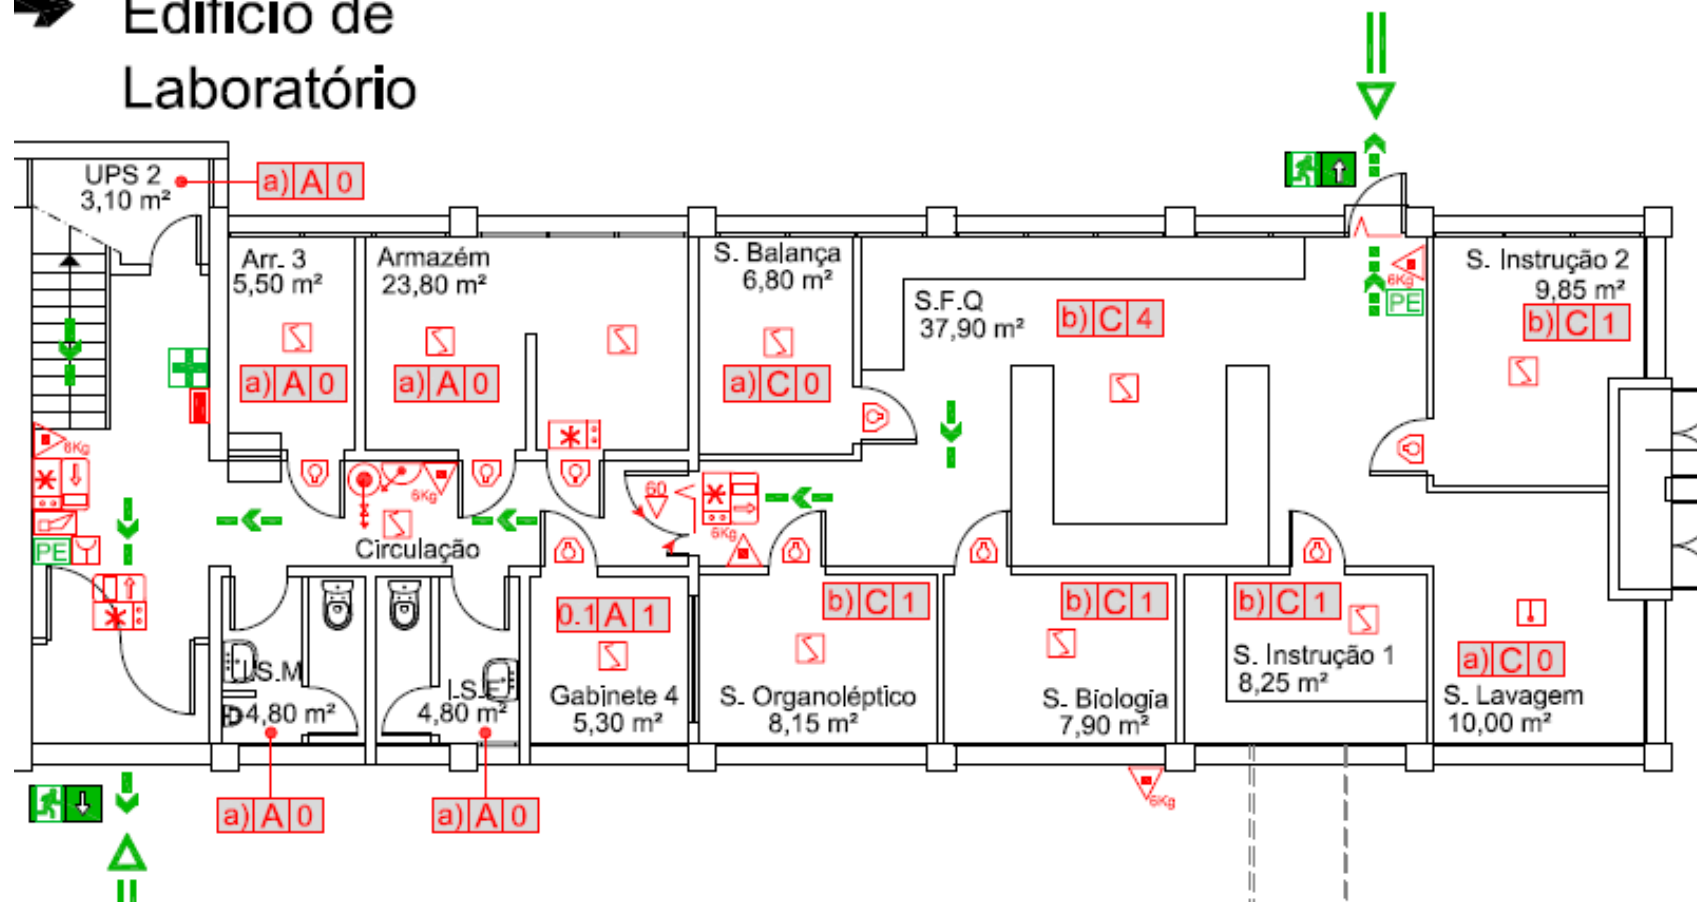 Edifício de
Laboratório
UPS 2
3,10 m²
a) A 0
Arr. 3
5,50 m²
a) A 0
Armazém
23,80 m²
a) A 0
S. Balança
6,80 m²
a) C 0
S.F.Q
37,90 m²
b) C 4
6Kg
PE
S. Instrução 2
9,85 m²
b) C 1
6Kg
PE
6Kg
Circulação
60
6Kg
I.S.M
4,80 m²
a) A 0
I.S.F
4,80 m²
a) A 0
0.1 A 1
Gabinete 4
5,30 m²
b) C 1
S. Organoléptico
8,15 m²
b) C 1
S. Biologia
7,90 m²
6Kg
b) C 1
S. Instrução 1
8,25 m²
a) C 0
S. Lavagem
10,00 m²